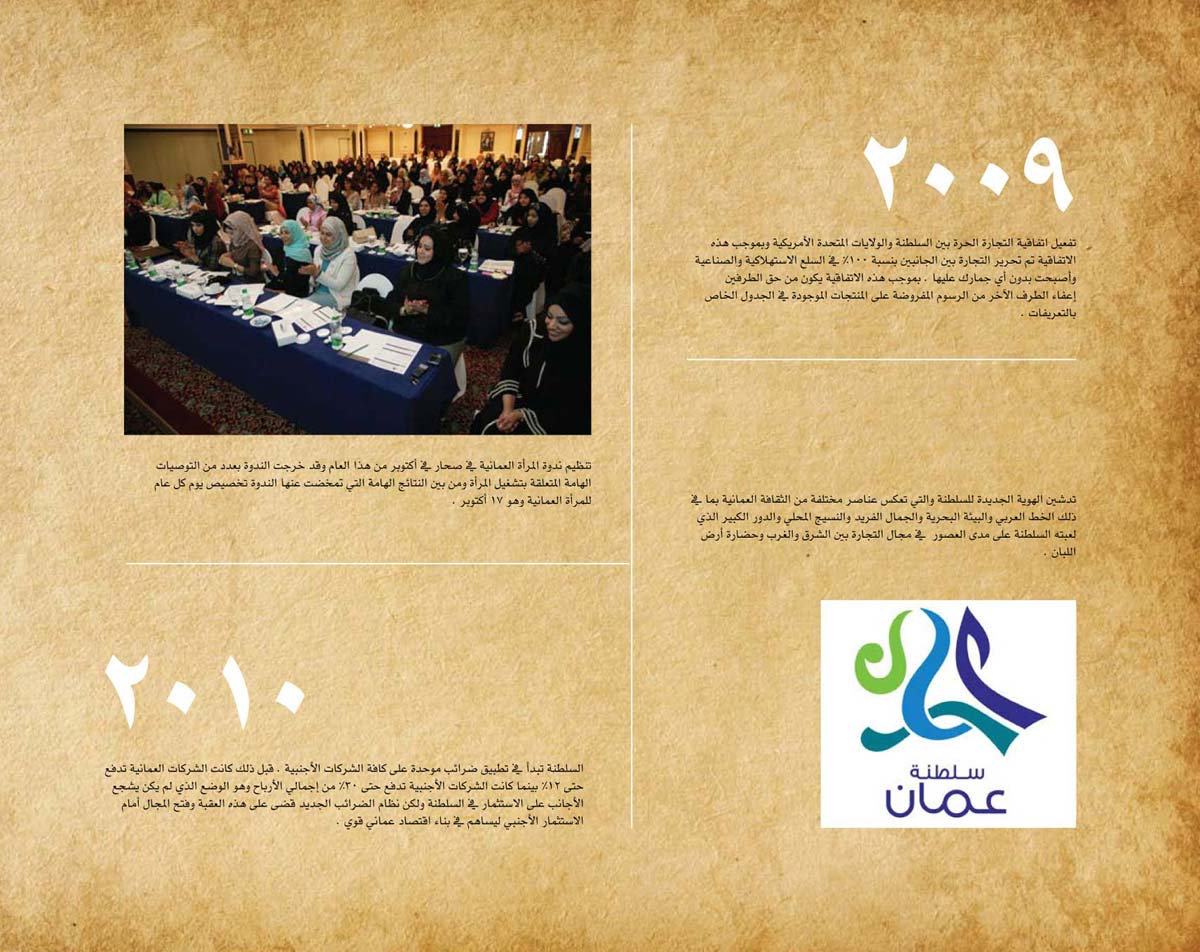 ٢٠٠٩
تفعيل اتفاقية التجارة الحرة بين السلطنة والولايات المتحدة الأمريكية وبموجب هذه
الاتفاقية تم تحرير التجارة بين الجانبين بنسبة ١٠٠٪ في السلع الاستهلاكية والصناعية
وأصبحت بدون أي جمارك عليها . بموجب هذه الاتفاقية يكون من حق الطرفين
إعفاء الطرف الآخر من الرسوم المفروضة على المنتجات الموجودة في الجدول الخاص
بالتعريفات .
تدشين الهوية الجديدة للسلطنة والتي تعكس عناصر مختلفة من الثقافة العمانية بما في
ذلك الخط العربي والبيئة البحرية والجمال الفريد والنسيج المحلي والدور الكبير الذي
لعبته السلطنة على مدى العصور في مجال التجارة بين الشرق والغرب وحضارة أرض
اللبان .
سلطنة
عمان
تنظيم ندوة المرأة العمانية في صحار في أكتوبر من هذا العام وقد خرجت الندوة بعدد من التوصيات
الهامة المتعلقة بتشغيل المرأة ومن بين النتائج الهامة التي تمخضت عنها الندوة تخصيص يوم كل عام
للمرأة العمانية وهو ١٧ أكتوبر .
٢٠١٠
السلطنة تبدأ في تطبيق ضرائب موحدة على كافة الشركات الأجنبية . قبل ذلك كانت الشركات العمانية تدفع
حتى ١٢٪ بينما كانت الشركات الأجنبية تدفع حتى ٣٠٪ من إجمالي الأرباح وهو الوضع الذي لم يكن يشجع
الأجانب على الاستثمار في السلطنة ولكن نظام الضرائب الجديد قضى على هذه العقبة وفتح المجال أمام
الاستثمار الأجنبي ليساهم في بناء اقتصاد عماني قوي .